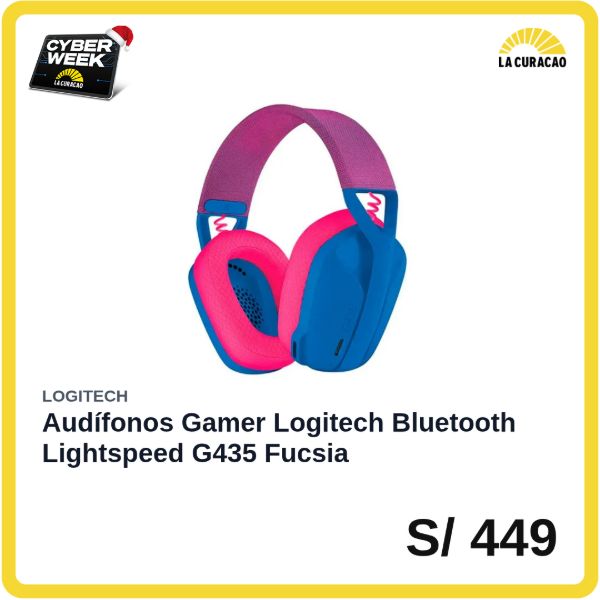 CYBER
WEEK
LA CURACAO
LA CURACAO
LOGITECH
Audífonos Gamer Logitech Bluetooth
Lightspeed G435 Fucsia
S/ 449